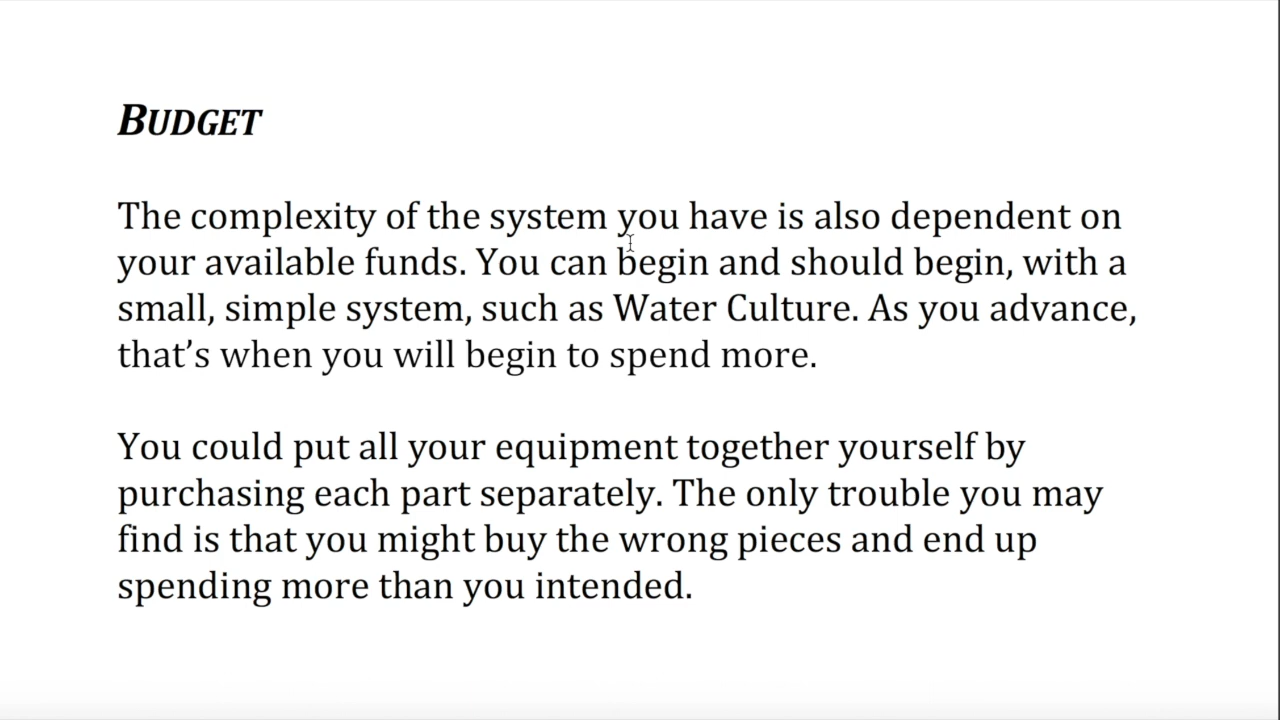 BUDGET
The complexity of the system you have is also dependent on
your available funds. You can begin and should begin, with a
small, simple system, such as Water Culture. As you advance,
that’s when you will begin to spend more.
You could put all your equipment together yourself by
purchasing each part separately. The only trouble you may
find is that you might buy the wrong pieces and end up
spending more than you intended.